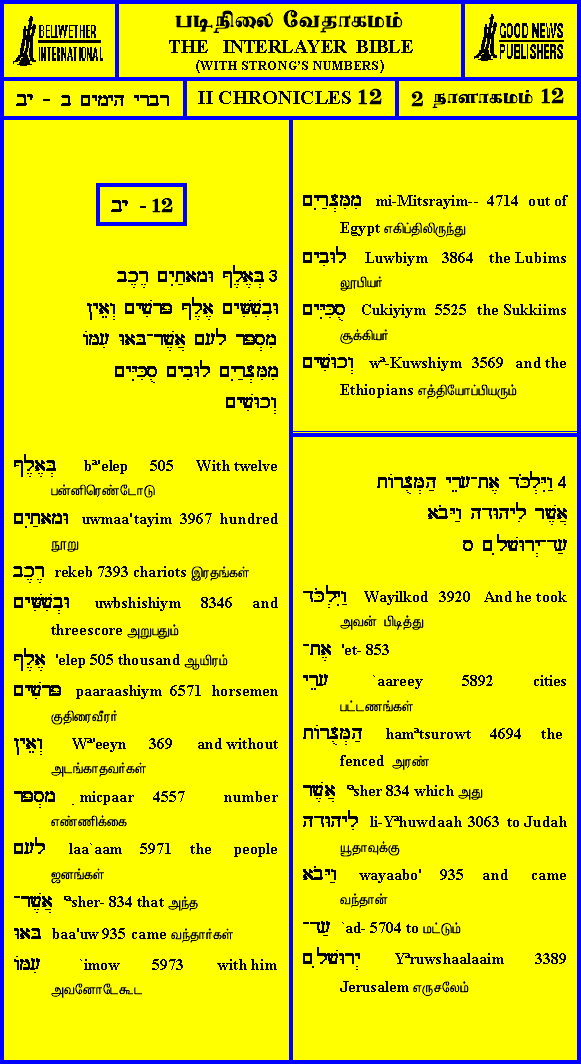 BELLWETHER
INTERNATIONAL
படிநிலை வேதாகமம்
THE INTERLAYER BIBLE
(WITH STRONG'S NUMBERS)
GOOD NEWS
PUBLISHERS
דברי הימים ב - יב
II CHRONICLES 12
2 நாளாகமம் 12
יב - 12
3 בְּאֶלֶף וּמָאתַיִם רֶכֶב
וּבְשִׁשִּׁים אֶלֶף פָּרָשִׁים וְאֵין
מִסְפָּר לָעָם אֲשֶׁר־בָּאוּ עִמּוֹ
מִמִּצְרַיִם לוּבִים סֻכִּיִּים
וְכוּשִׁים
בְּאֶלֶף bª'elep 505 With twelve
பன்னிரெண்டோடு
וּמָאתַיִם uwmaa'tayim 3967 hundred
நூறு
רֶכֶב rekeb 7393 chariots இரதங்கள்
וּבְשִׁשִּׁים uwbshishiym 8346 and
threescore அறுபதும்
אֶלֶף 'elep 505 thousand ஆயிரம்
פָּרָשִׁים paaraashiym 6571 horsemen
குதிரைவீரர்
וְאֵין Wª'eeyn 369 and without
அடங்காதவர்கள்
מִסְפָּר micpaar 4557 number
எண்ணிக்கை
לָעָם laa`aam 5971 the people
ஜனங்கள்
אֲשֶׁר־ ªsher- 834 that அந்த
בָּאוּ baa'uw 935 came வந்தார்கள்
עִמּוֹ `imow 5973 with him
அவனோடேகூட
מִמִּצְרַיִם mi-Mitsrayim-- 4714 out of
Egypt எகிப்திலிருந்து
לוּבִים Luwbiym 3864 the Lubims
லூபியர்
סֻכִּיִּים Cukiyiym 5525 the Sukkiims
சூக்கியர்
וְכוּשִׁים wª-Kuwshiym 3569 and the
Ethiopians எத்தியோப்பியரும்
4 וַיִּלְכֹּד אֶת־עָרֵי הַמְּצֻרוֹת
אֲשֶׁר לִיהוּדָה וַיָּבֹא
עַד־יְרוּשָׁלִָם ס
וַיִּלְכֹּד Wayilkod 3920 And he took
அவன் பிடித்து
אֶת־ 'et- 853
עָרֵי `aareey 5892 cities
பட்டணங்கள்
הַמְּצֻרוֹת hamªtsurowt 4694 the
fenced அரண்
אֲשֶׁר ªsher 834 which அது
לִיהוּדָה li-Yªhuwdaah 3063 to Judah
யூதாவுக்கு
וַיָּבֹא wayaabo' 935 and came
வந்தான்
עַד־ `ad- 5704 to மட்டும்
יְרוּשָׁלִָם Yªruwshaalaaim 3389
Jerusalem எருசலேம்